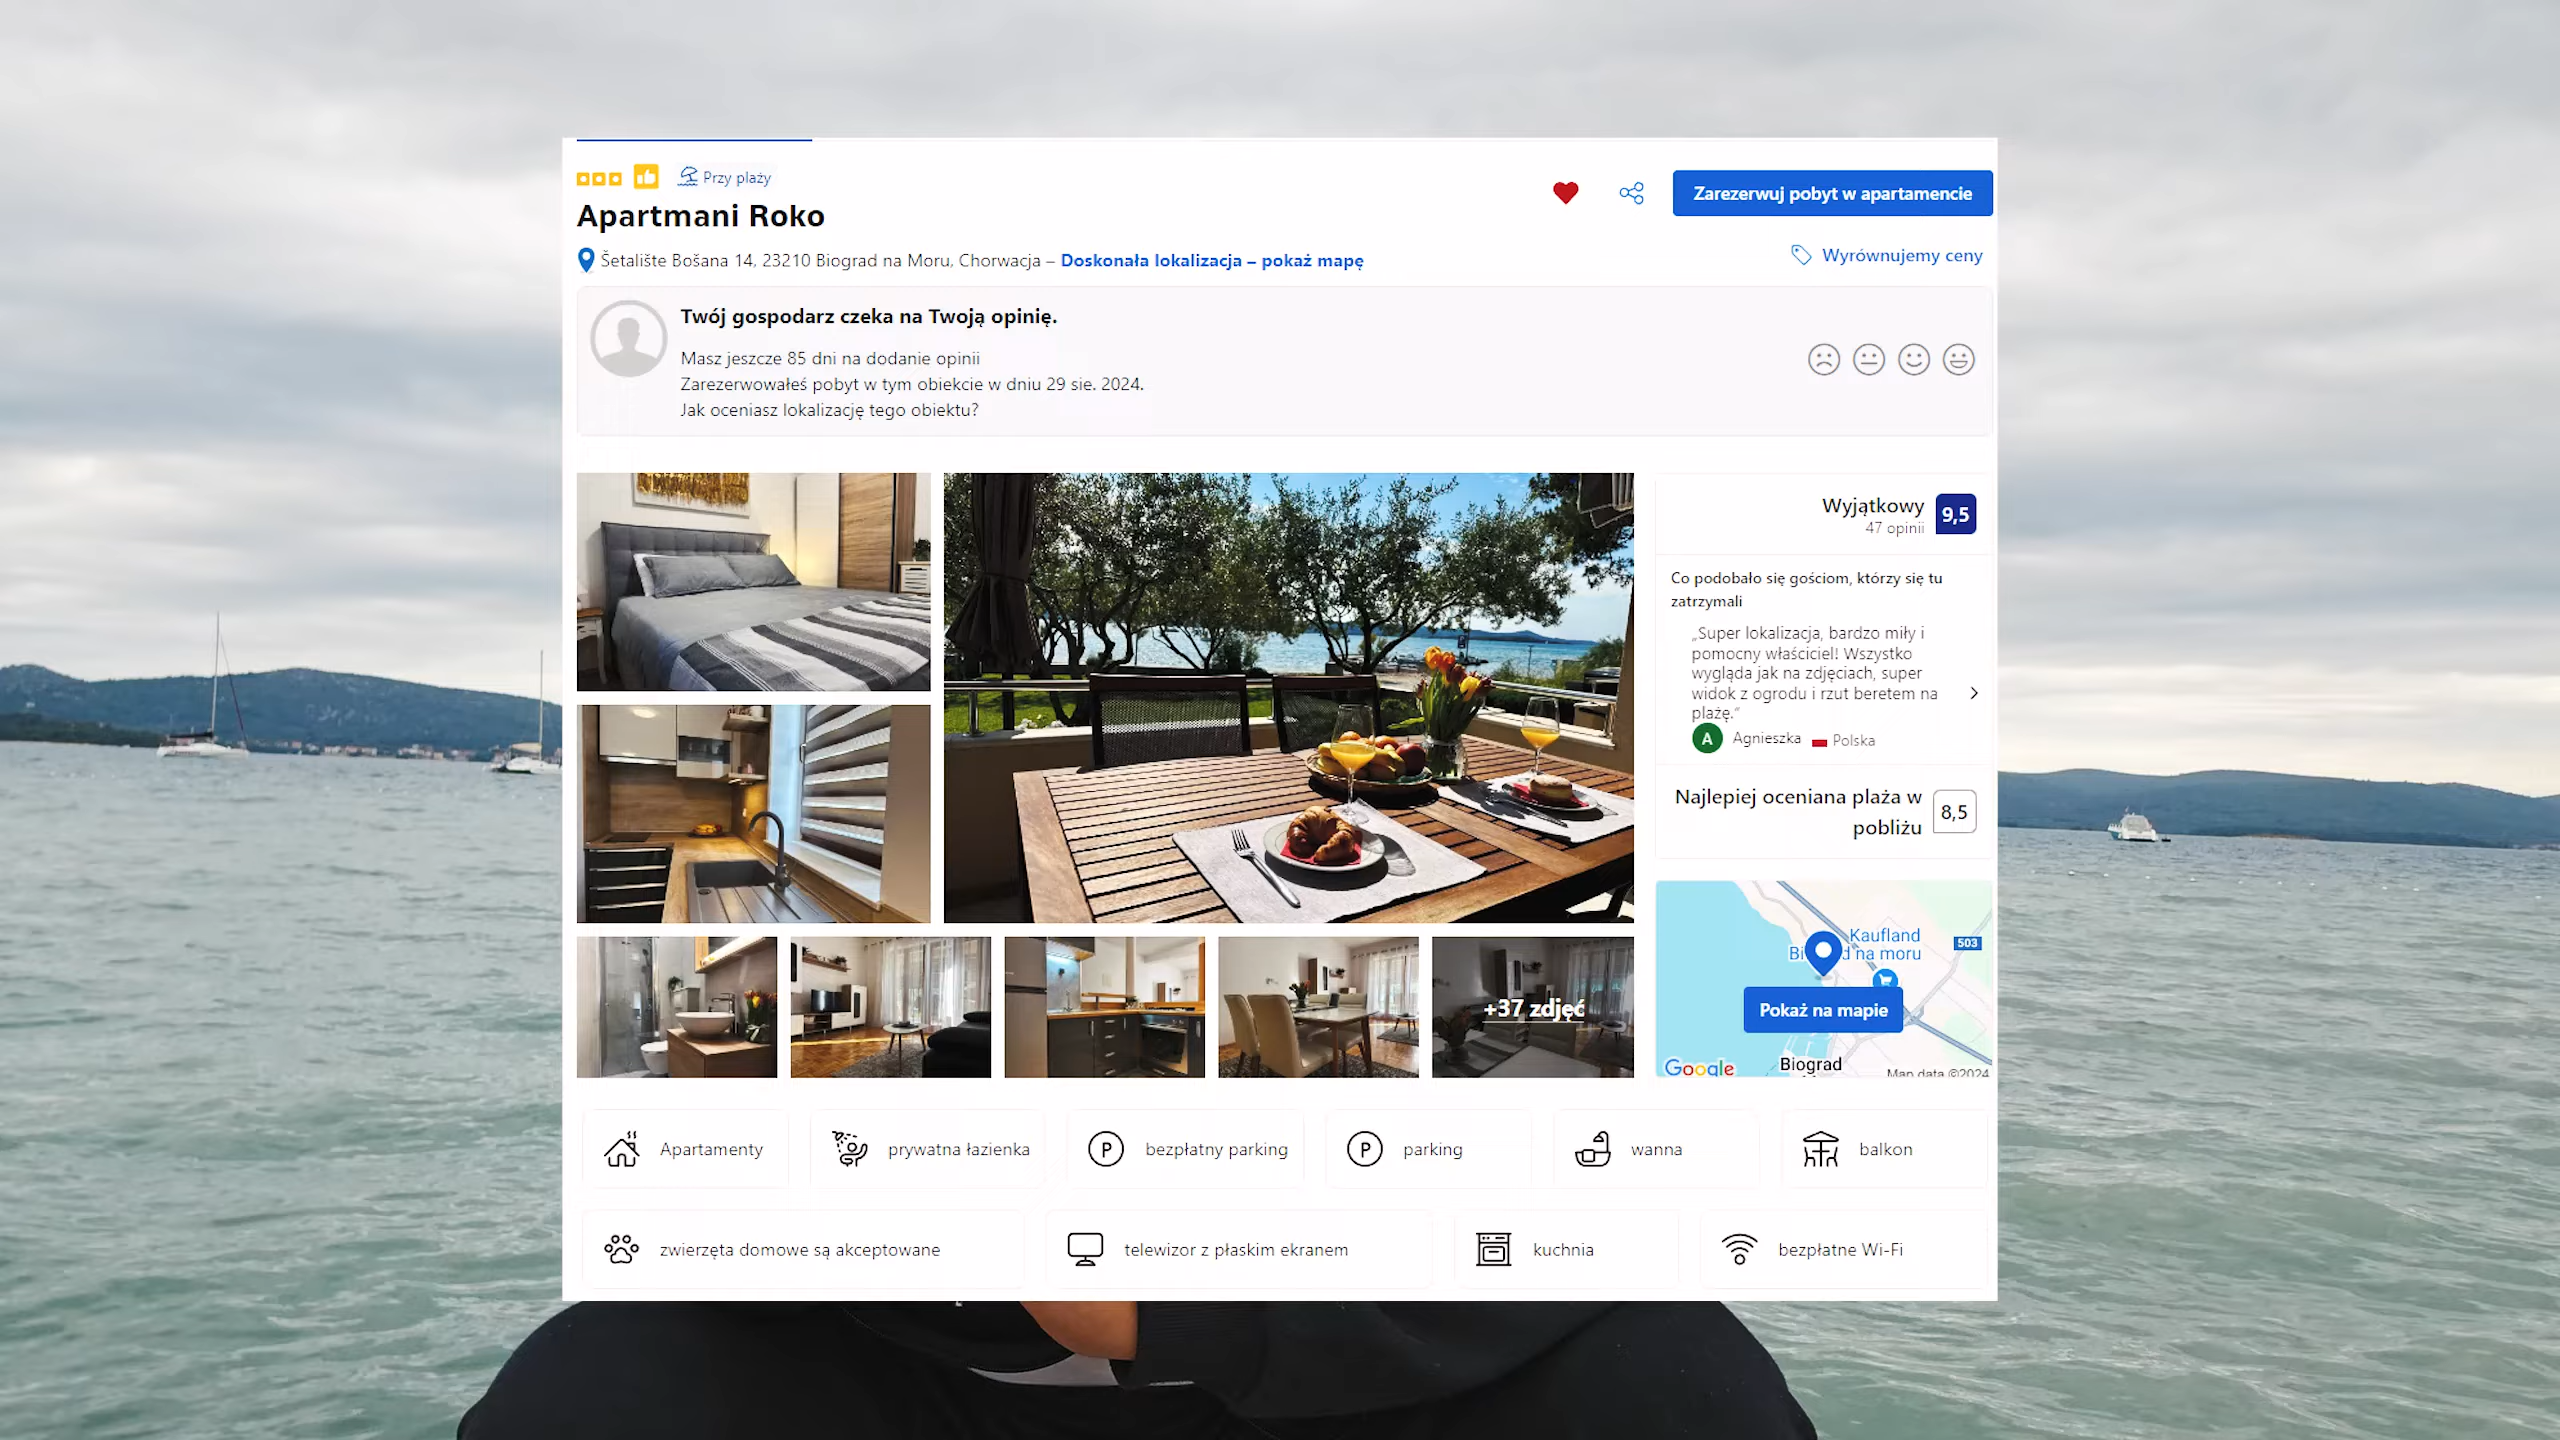 Przy plaży
Apartmani Roko
Zarezerwuj pobyt w apartamencie
Šetalište Bošana 14, 23210 Biograd na Moru, Chorwacja – Doskonała lokalizacja – pokaż mapę
Wyrównujemy ceny
Twój gospodarz czeka na Twoją opinię.
Masz jeszcze 85 dni na dodanie opinii
Zarezerwowałeś pobyt w tym obiekcie w dniu 29 sie. 2024.
Jak oceniasz lokalizację tego obiektu?
Wyjątkowy 9,5
47 opinii
Co podobało się gościom, którzy się tu
zatrzymali
„Super lokalizacja, bardzo miły i
pomocny właściciel! Wszystko
wygląda jak na zdjęciach, super
widok z ogrodu i rzut beretem na
plażę.”
A Agnieszka Polska
Najlepiej oceniana plaża w
pobliżu
8,5
Kaufland
Bi d na moru
503
Pokaż na mapie
Biograd
Google
Map data ©2024
+37 zdjęć
Apartamenty
prywatna łazienka
P bezpłatny parking
P parking
wanna
balkon
zwierzęta domowe są akceptowane
telewizor z płaskim ekranem
kuchnia
bezpłatne Wi-Fi